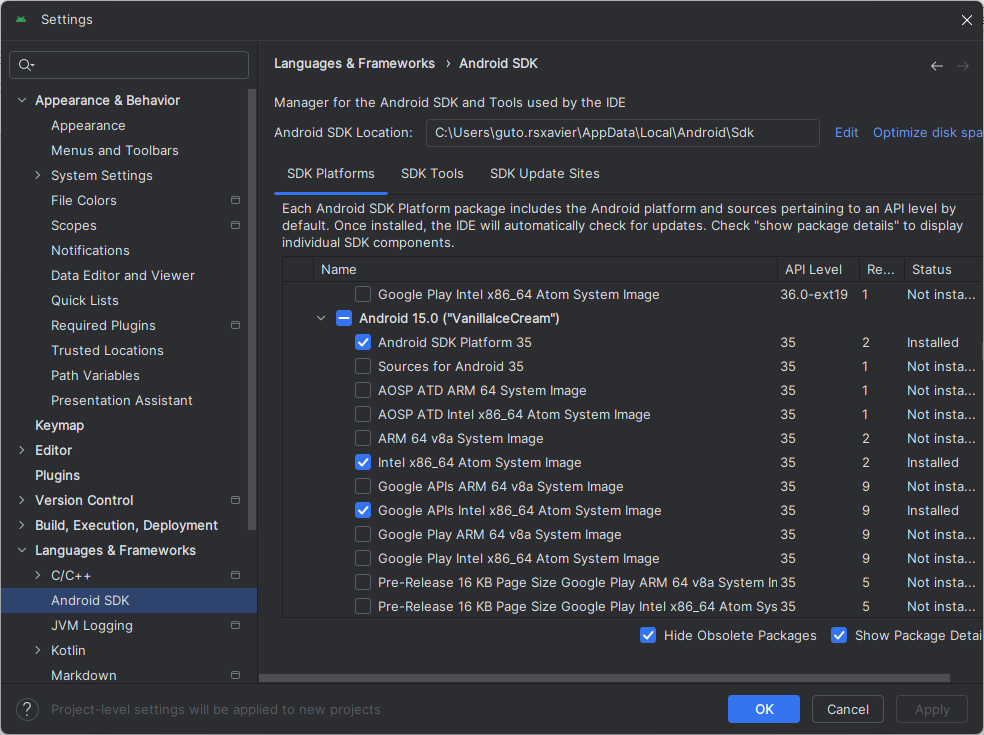 Settings
Languages & Frameworks › Android SDK
Appearance & Behavior
Appearance
Menus and Toolbars
System Settings
File Colors
Scopes
Notifications
Data Editor and Viewer
Quick Lists
Required Plugins
Trusted Locations
Path Variables
Presentation Assistant
Keymap
Editor
Plugins
Version Control
Build, Execution, Deployment
Languages & Frameworks
C/C++
Android SDK
JVM Logging
Kotlin
Markdown
Manager for the Android SDK and Tools used by the IDE
Android SDK Location: C:\Users\guto.rsxavier\AppData\Local\Android\Sdk Edit Optimize disk spa
SDK Platforms SDK Tools SDK Update Sites
Each Android SDK Platform package includes the Android platform and sources pertaining to an API level by
default. Once installed, the IDE will automatically check for updates. Check "show package details" to display
individual SDK components.
Name API Level Re... Status
Google Play Intel x86_64 Atom System Image 36.0-ext19 1 Not insta...
Android 15.0 ("VanillaIceCream")
Android SDK Platform 35 35 2 Installed
Sources for Android 35 35 1 Not insta...
AOSP ATD ARM 64 System Image 35 1 Not insta...
AOSP ATD Intel x86_64 Atom System Image 35 1 Not insta...
ARM 64 v8a System Image 35 2 Not insta...
Intel x86_64 Atom System Image 35 2 Installed
Google APIs ARM 64 v8a System Image 35 9 Not insta...
Google APIs Intel x86_64 Atom System Image 35 9 Installed
Google Play ARM 64 v8a System Image 35 9 Not insta...
Google Play Intel x86_64 Atom System Image 35 9 Not insta...
Pre-Release 16 KB Page Size Google Play ARM 64 v8a System In 35 5 Not insta...
Pre-Release 16 KB Page Size Google Play Intel x86_64 Atom Sys 35 5 Not insta...
Hide Obsolete Packages Show Package Detai
? Project-level settings will be applied to new projects
OK Cancel Apply